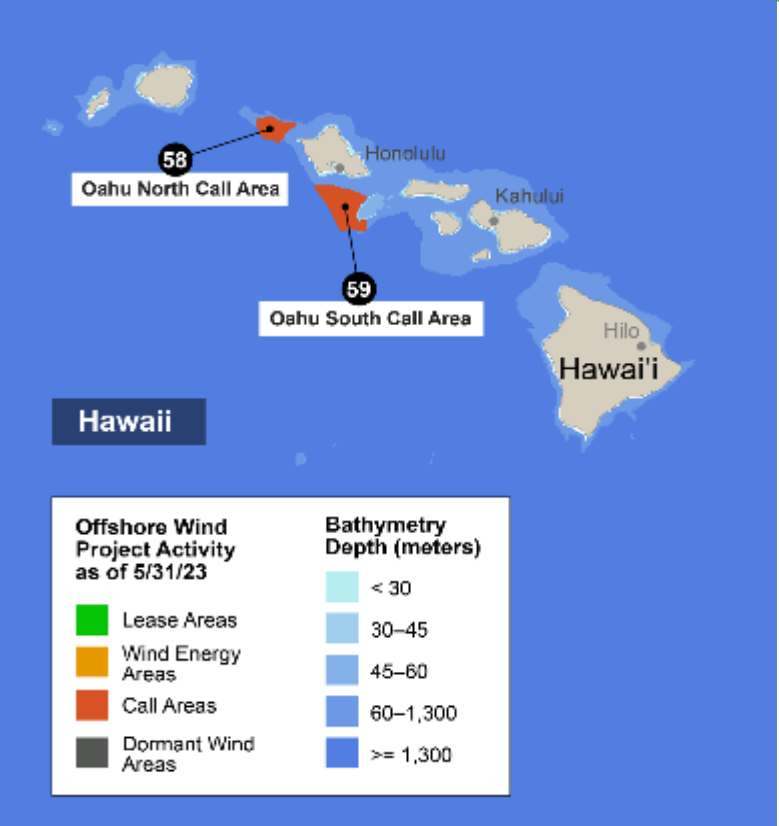 Honolulu
58
Oahu North Call Area
Kahului
59
Oahu South Call Area
Hilo
Hawai'i
Hawaii
Offshore Wind
Project Activity
as of 5/31/23
Lease Areas
Wind Energy
Areas
Call Areas
Dormant Wind
Areas
Bathymetry
Depth (meters)
< 30
30–45
45–60
60–1,300
>= 1,300